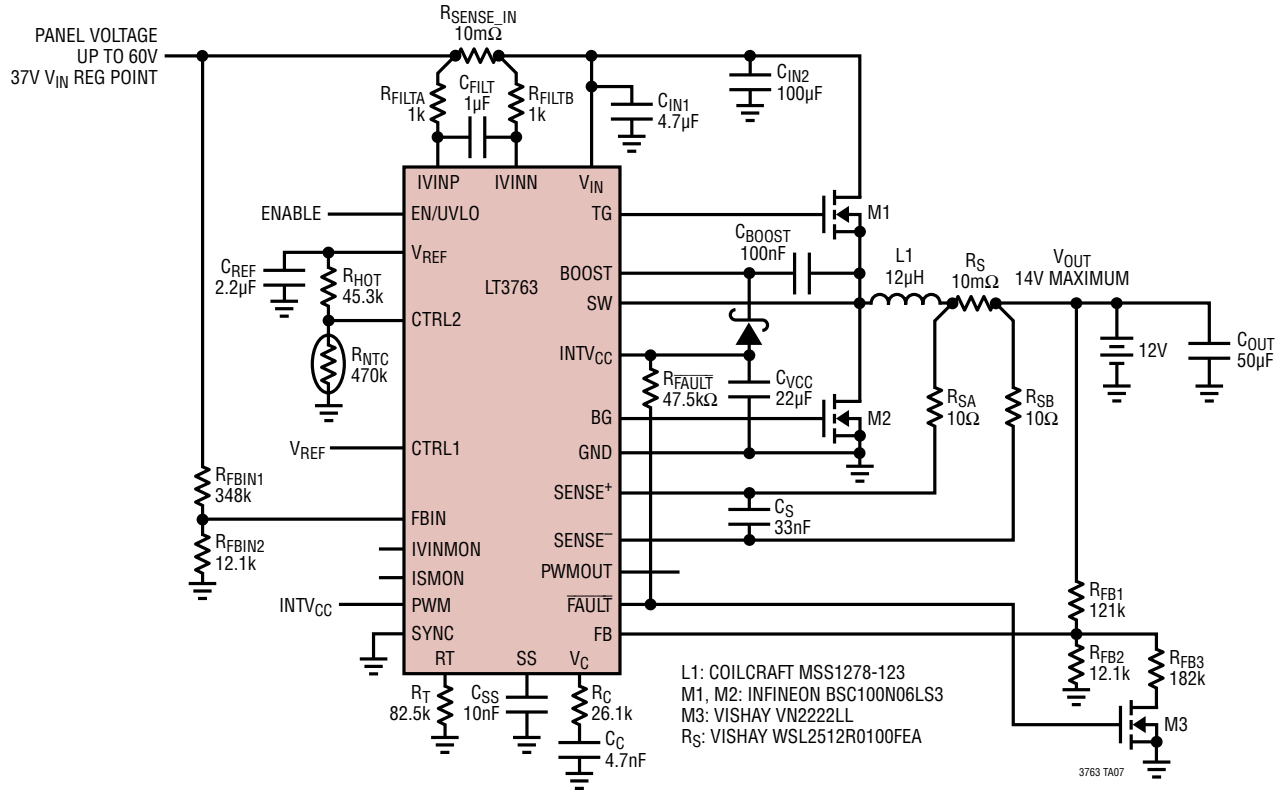 PANEL VOLTAGE
UP TO 60V
37V VIN REG POINT
RSENSE_IN
10mΩ
RFILTA
1k
CFILT
1µF
RFILTB
1k
CIN1
4.7µF
CIN2
100µF
IVINP
IVINN
VIN
ENABLE
EN/UVLO
TG
M1
CREF
2.2µF
VREF
RHOT
45.3k
LT3763
BOOST
CBOOST
100nF
SW
L1
12µH
RS
10mΩ
VOUT
14V MAXIMUM
CTRL2
RNTC
470k
INTVCC
RFAULT
47.5kΩ
CVCC
22µF
12V
COUT
50µF
BG
M2
RSA
10Ω
RSB
10Ω
VREF
CTRL1
GND
RFBIN1
348k
SENSE+
CS
33nF
FBIN
SENSE–
RFBIN2
12.1k
IVINMON
ISMON
PWMOUT
INTVCC
PWM
FAULT
RFB1
121k
SYNC
FB
RT
SS
VC
RFB2
12.1k
RFB3
182k
RT
82.5k
CSS
10nF
RC
26.1k
CC
4.7nF
M3
L1: COILCRAFT MSS1278-123
M1, M2: INFINEON BSC100N06LS3
M3: VISHAY VN2222LL
RS: VISHAY WSL2512R0100FEA
3763 TA07